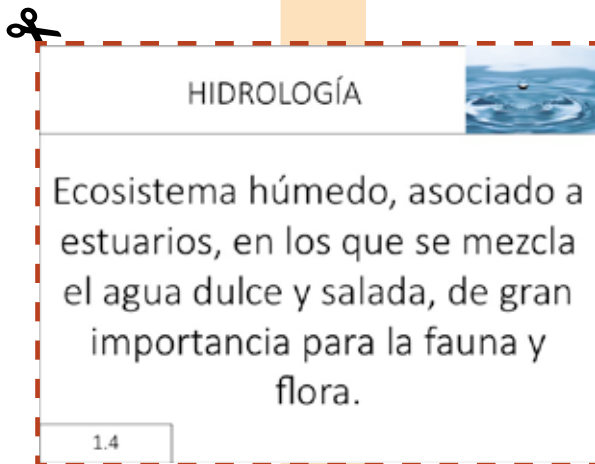 HIDROLOGÍA
Ecosistema húmedo, asociado a
estuarios, en los que se mezcla
el agua dulce y salada, de gran
importancia para la fauna y
flora.
1.4